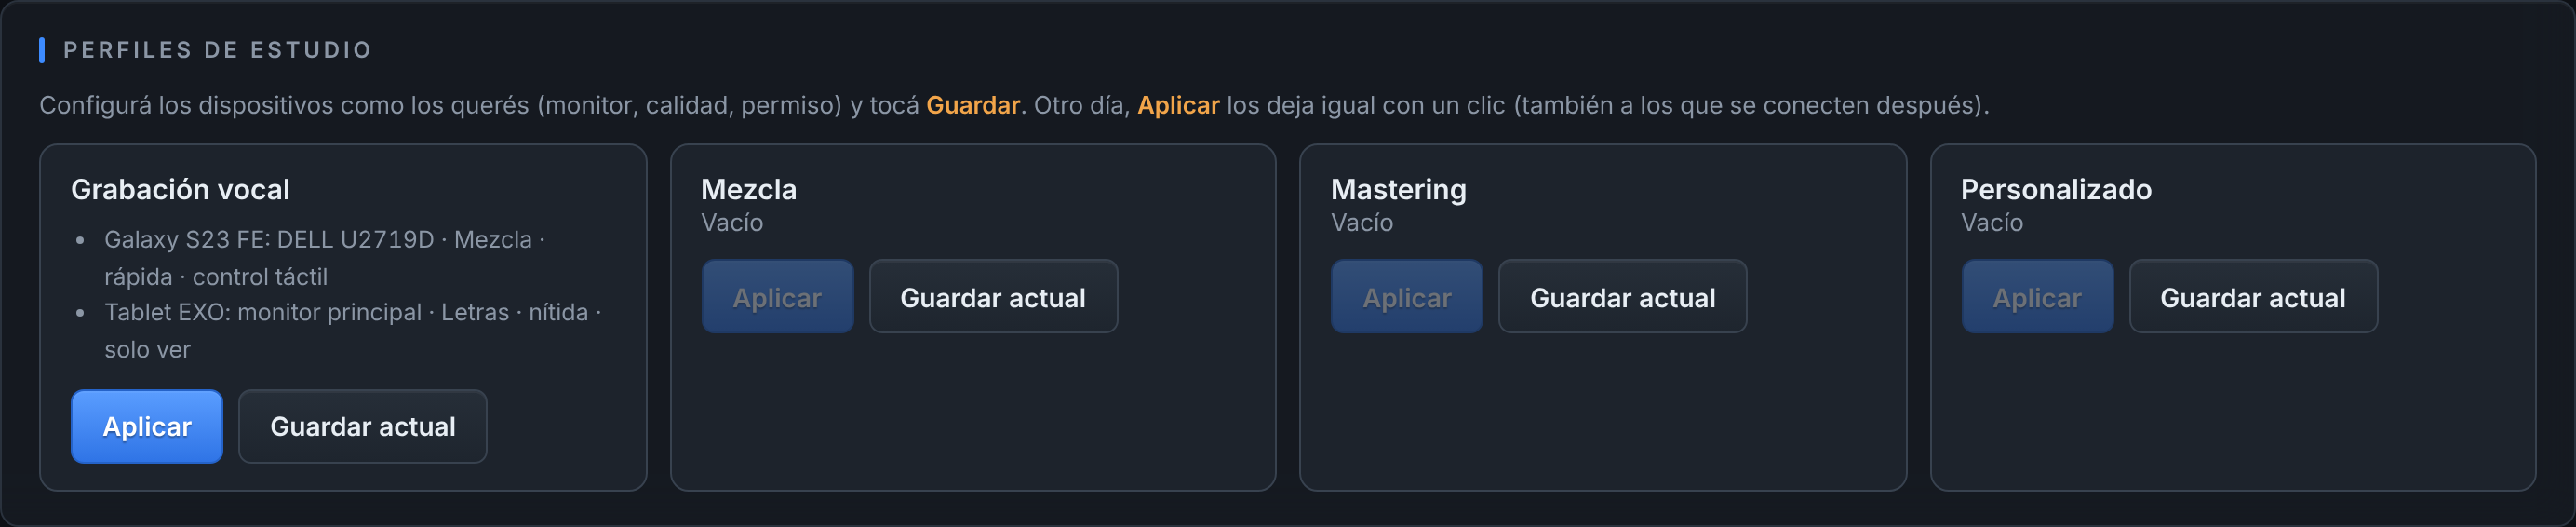 PERFILES DE ESTUDIO
Configurá los dispositivos como los querés (monitor, calidad, permiso) y tocá Guardar. Otro día, Aplicar los deja igual con un clic (también a los que se conecten después).
Grabación vocal
• Galaxy S23 FE: DELL U2719D · Mezcla ·
rápida · control táctil
• Tablet EXO: monitor principal · Letras · nítida ·
solo ver
Aplicar
Guardar actual
Mezcla
Vacío
Aplicar
Guardar actual
Mastering
Vacío
Aplicar
Guardar actual
Personalizado
Vacío
Aplicar
Guardar actual